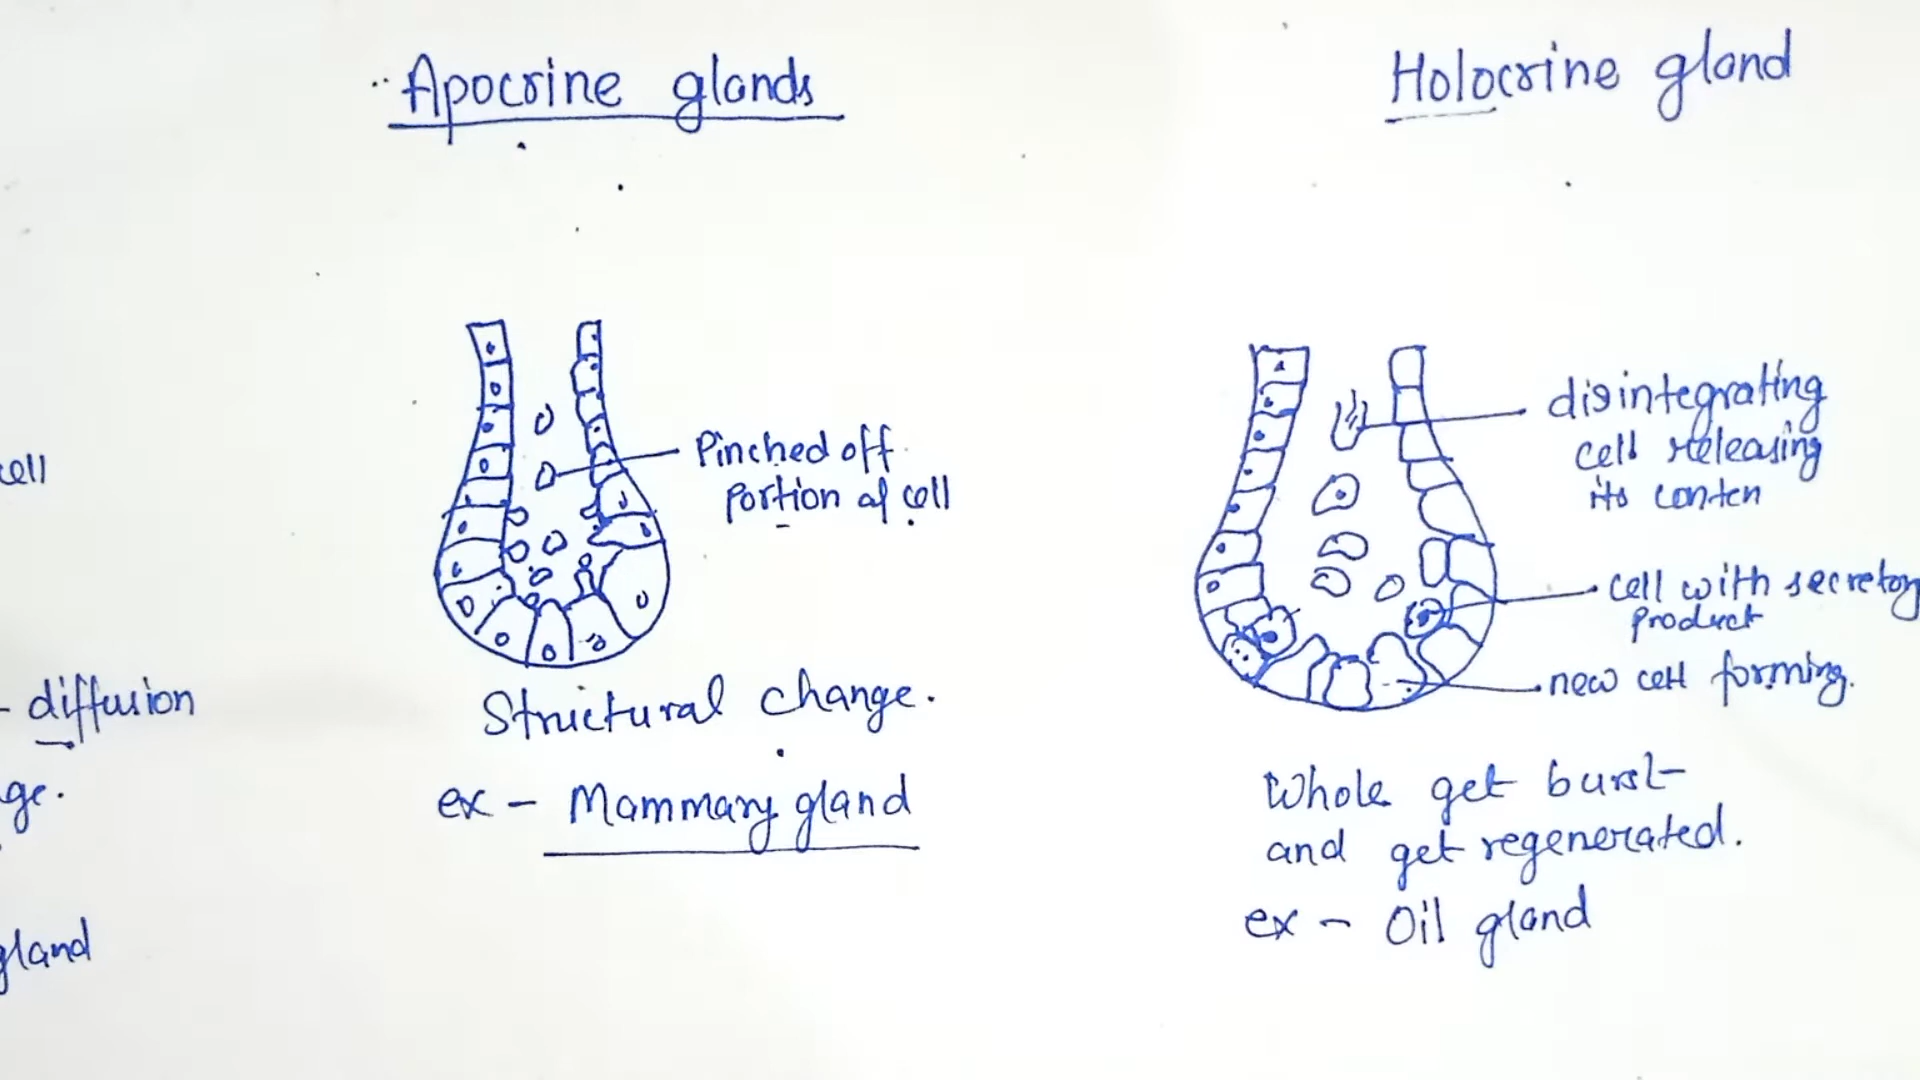 Apocrine glands
Holocrine gland
Pinched off
portion of cell
disintegrating
cell releasing
its conten
cell
cell with secretory
product
new cell forming.
- diffusion
Structural change.
ge.
ex - Mammary gland
Whole get burst
and get regenerated.
ex - Oil gland
gland